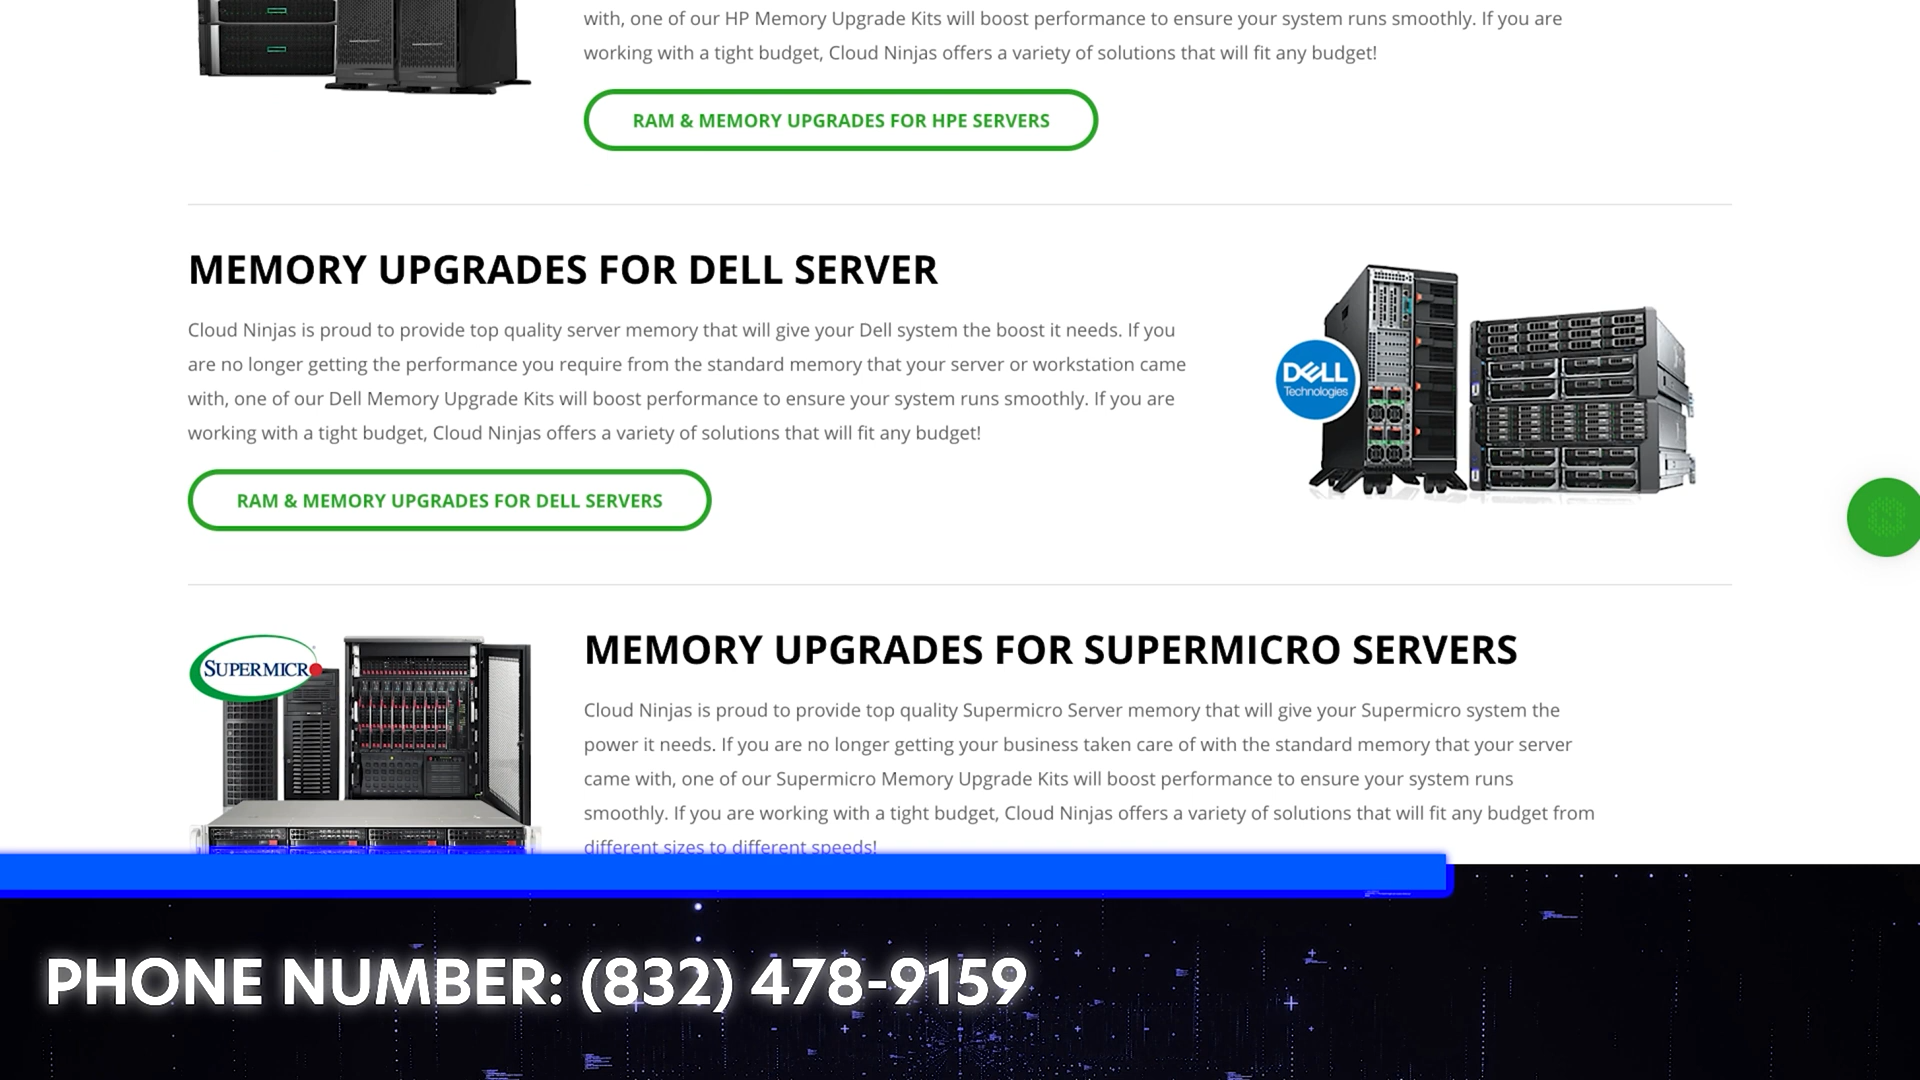 with, one of our HP Memory Upgrade Kits will boost performance to ensure your system runs smoothly. If you are
working with a tight budget, Cloud Ninjas offers a variety of solutions that will fit any budget!
RAM & MEMORY UPGRADES FOR HPE SERVERS
MEMORY UPGRADES FOR DELL SERVER
Cloud Ninjas is proud to provide top quality server memory that will give your Dell system the boost it needs. If you
are no longer getting the performance you require from the standard memory that your server or workstation came
with, one of our Dell Memory Upgrade Kits will boost performance to ensure your system runs smoothly. If you are
working with a tight budget, Cloud Ninjas offers a variety of solutions that will fit any budget!
RAM & MEMORY UPGRADES FOR DELL SERVERS
DELL
Technologies
SUPERMICRO
MEMORY UPGRADES FOR SUPERMICRO SERVERS
Cloud Ninjas is proud to provide top quality Supermicro Server memory that will give your Supermicro system the
power it needs. If you are no longer getting your business taken care of with the standard memory that your server
came with, one of our Supermicro Memory Upgrade Kits will boost performance to ensure your system runs
smoothly. If you are working with a tight budget, Cloud Ninjas offers a variety of solutions that will fit any budget from
different sizes to different speeds!
PHONE NUMBER: (832) 478-9159